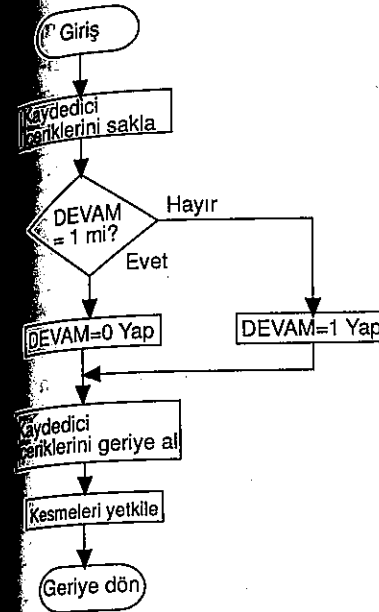 Giriş
Kaydedici
içeriklerini sakla
DEVAM
= 1 mi?
Hayır
Evet
DEVAM=0 Yap
DEVAM=1 Yap
Kaydedici
içeriklerini geriye al
Kesmeleri yetkile
Geriye dön